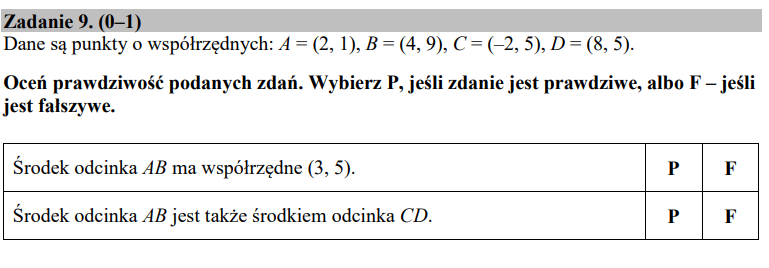 Zadanie 9. (0–1)
Dane są punkty o współrzędnych: A = (2, 1), B = (4, 9), C = (–2, 5), D = (8, 5).
Oceń prawdziwość podanych zdań. Wybierz P, jeśli zdanie jest prawdziwe, albo F – jeśli
jest fałszywe.
Środek odcinka AB ma współrzędne (3, 5). P F
Środek odcinka AB jest także środkiem odcinka CD. P F